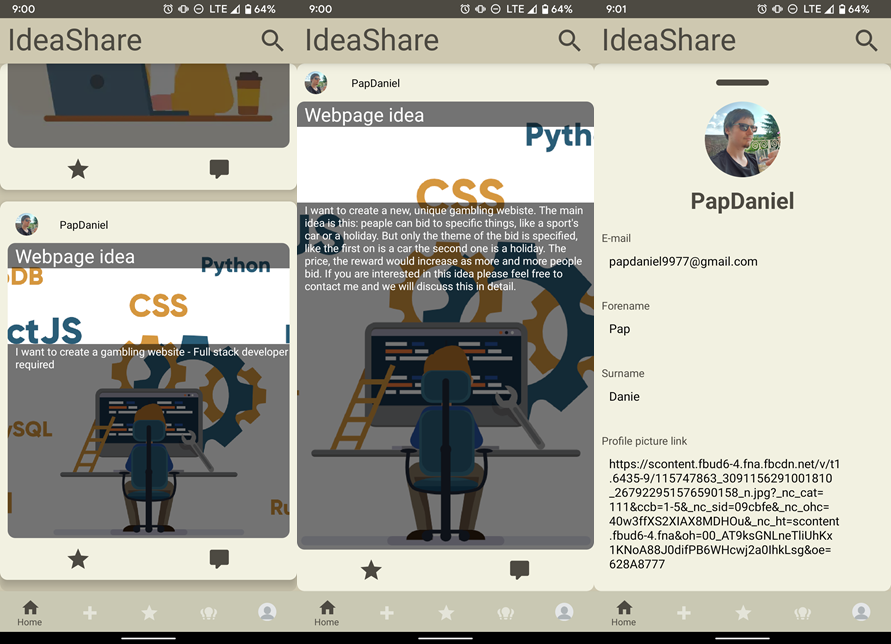 9:00
LTE 64%
IdeaShare
PapDaniel
Webpage idea
DB
Python
CSS
ctJS
I want to create a gambling website - Full stack developer
required
ySQL
Ru
Home
9:00
LTE 64%
IdeaShare
PapDaniel
Webpage idea
Pyth
CSS
JS
I want to create a new, unique gambling webiste. The main
idea is this: peaple can bid to specific things, like a sport's
car or a holiday. But only the theme of the bid is specified,
like the first on is a car the second one is a holiday. The
price, the reward would increase as more and more people
bid. If you are interested in this idea please feel free to
contact me and we will discuss this in detail.
Home
9:01
LTE 64%
IdeaShare
PapDaniel
E-mail
papdaniel9977@gmail.com
Forename
Pap
Surname
Danie
Profile picture link
https://scontent.fbud6-4.fna.fbcdn.net/v/t1
.6435-9/115747863_3091156291001810
_267922951576590158_n.jpg?_nc_cat=
111&ccb=1-5&_nc_sid=09cbfe&_nc_ohc=
40w3ffXS2XIAX8MDHOu&_nc_ht=scontent
.fbud6-4.fna&oh=00_AT9ksGNLneTliUhKx
1KNoA88J0difPB6WHcwj2a0IhkLsg&oe=
628A8777
Home